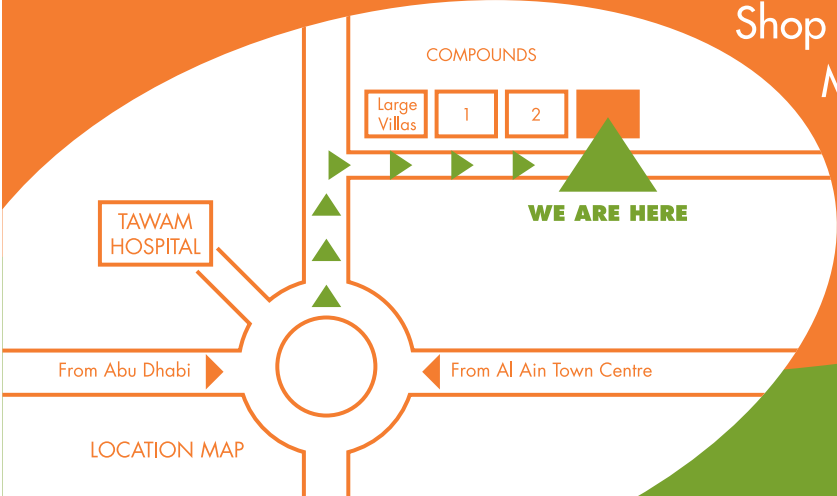 Shop
COMPOUNDS
Large
Villas
1
2
WE ARE HERE
TAWAM
HOSPITAL
From Abu Dhabi
From Al Ain Town Centre
LOCATION MAP